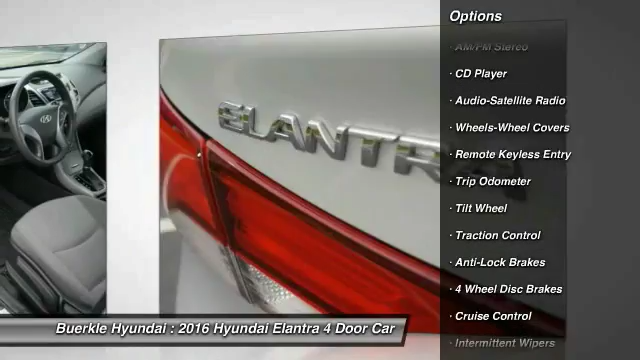 Options
· AM/FM Stereo
· CD Player
· Audio-Satellite Radio
· Wheels-Wheel Covers
· Remote Keyless Entry
· Trip Odometer
· Tilt Wheel
· Traction Control
· Anti-Lock Brakes
· 4 Wheel Disc Brakes
· Cruise Control
· Intermittent Wipers
ELANTRA
Buerkle Hyundai : 2016 Hyundai Elantra 4 Door Car